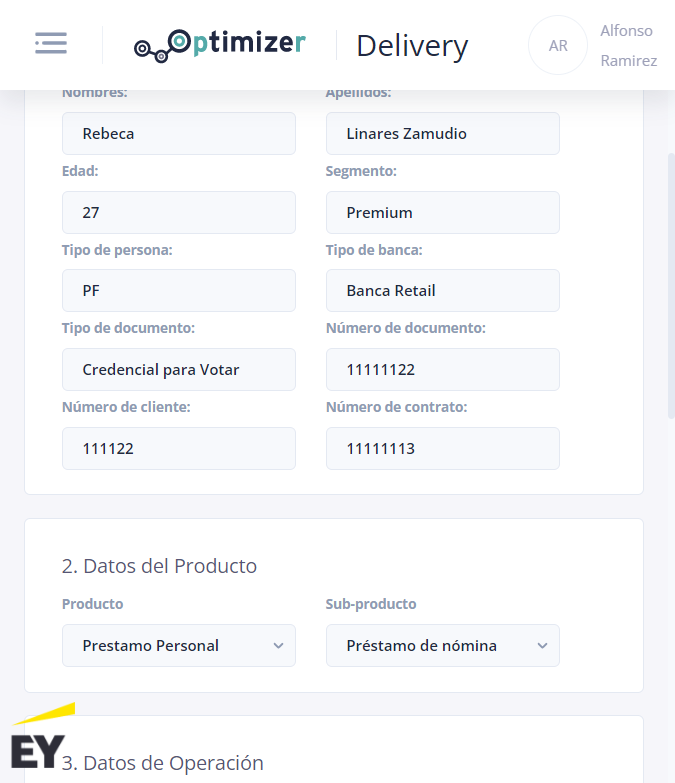 Optimizer
Delivery
AR
Alfonso
Ramirez
Nombres:
Apellidos:
Rebeca
Linares Zamudio
Edad:
Segmento:
27
Premium
Tipo de persona:
Tipo de banca:
PF
Banca Retail
Tipo de documento:
Número de documento:
Credencial para Votar
11111122
Número de cliente:
Número de contrato:
111122
11111113
2. Datos del Producto
Producto
Sub-producto
Prestamo Personal
Préstamo de nómina
EY
3. Datos de Operación